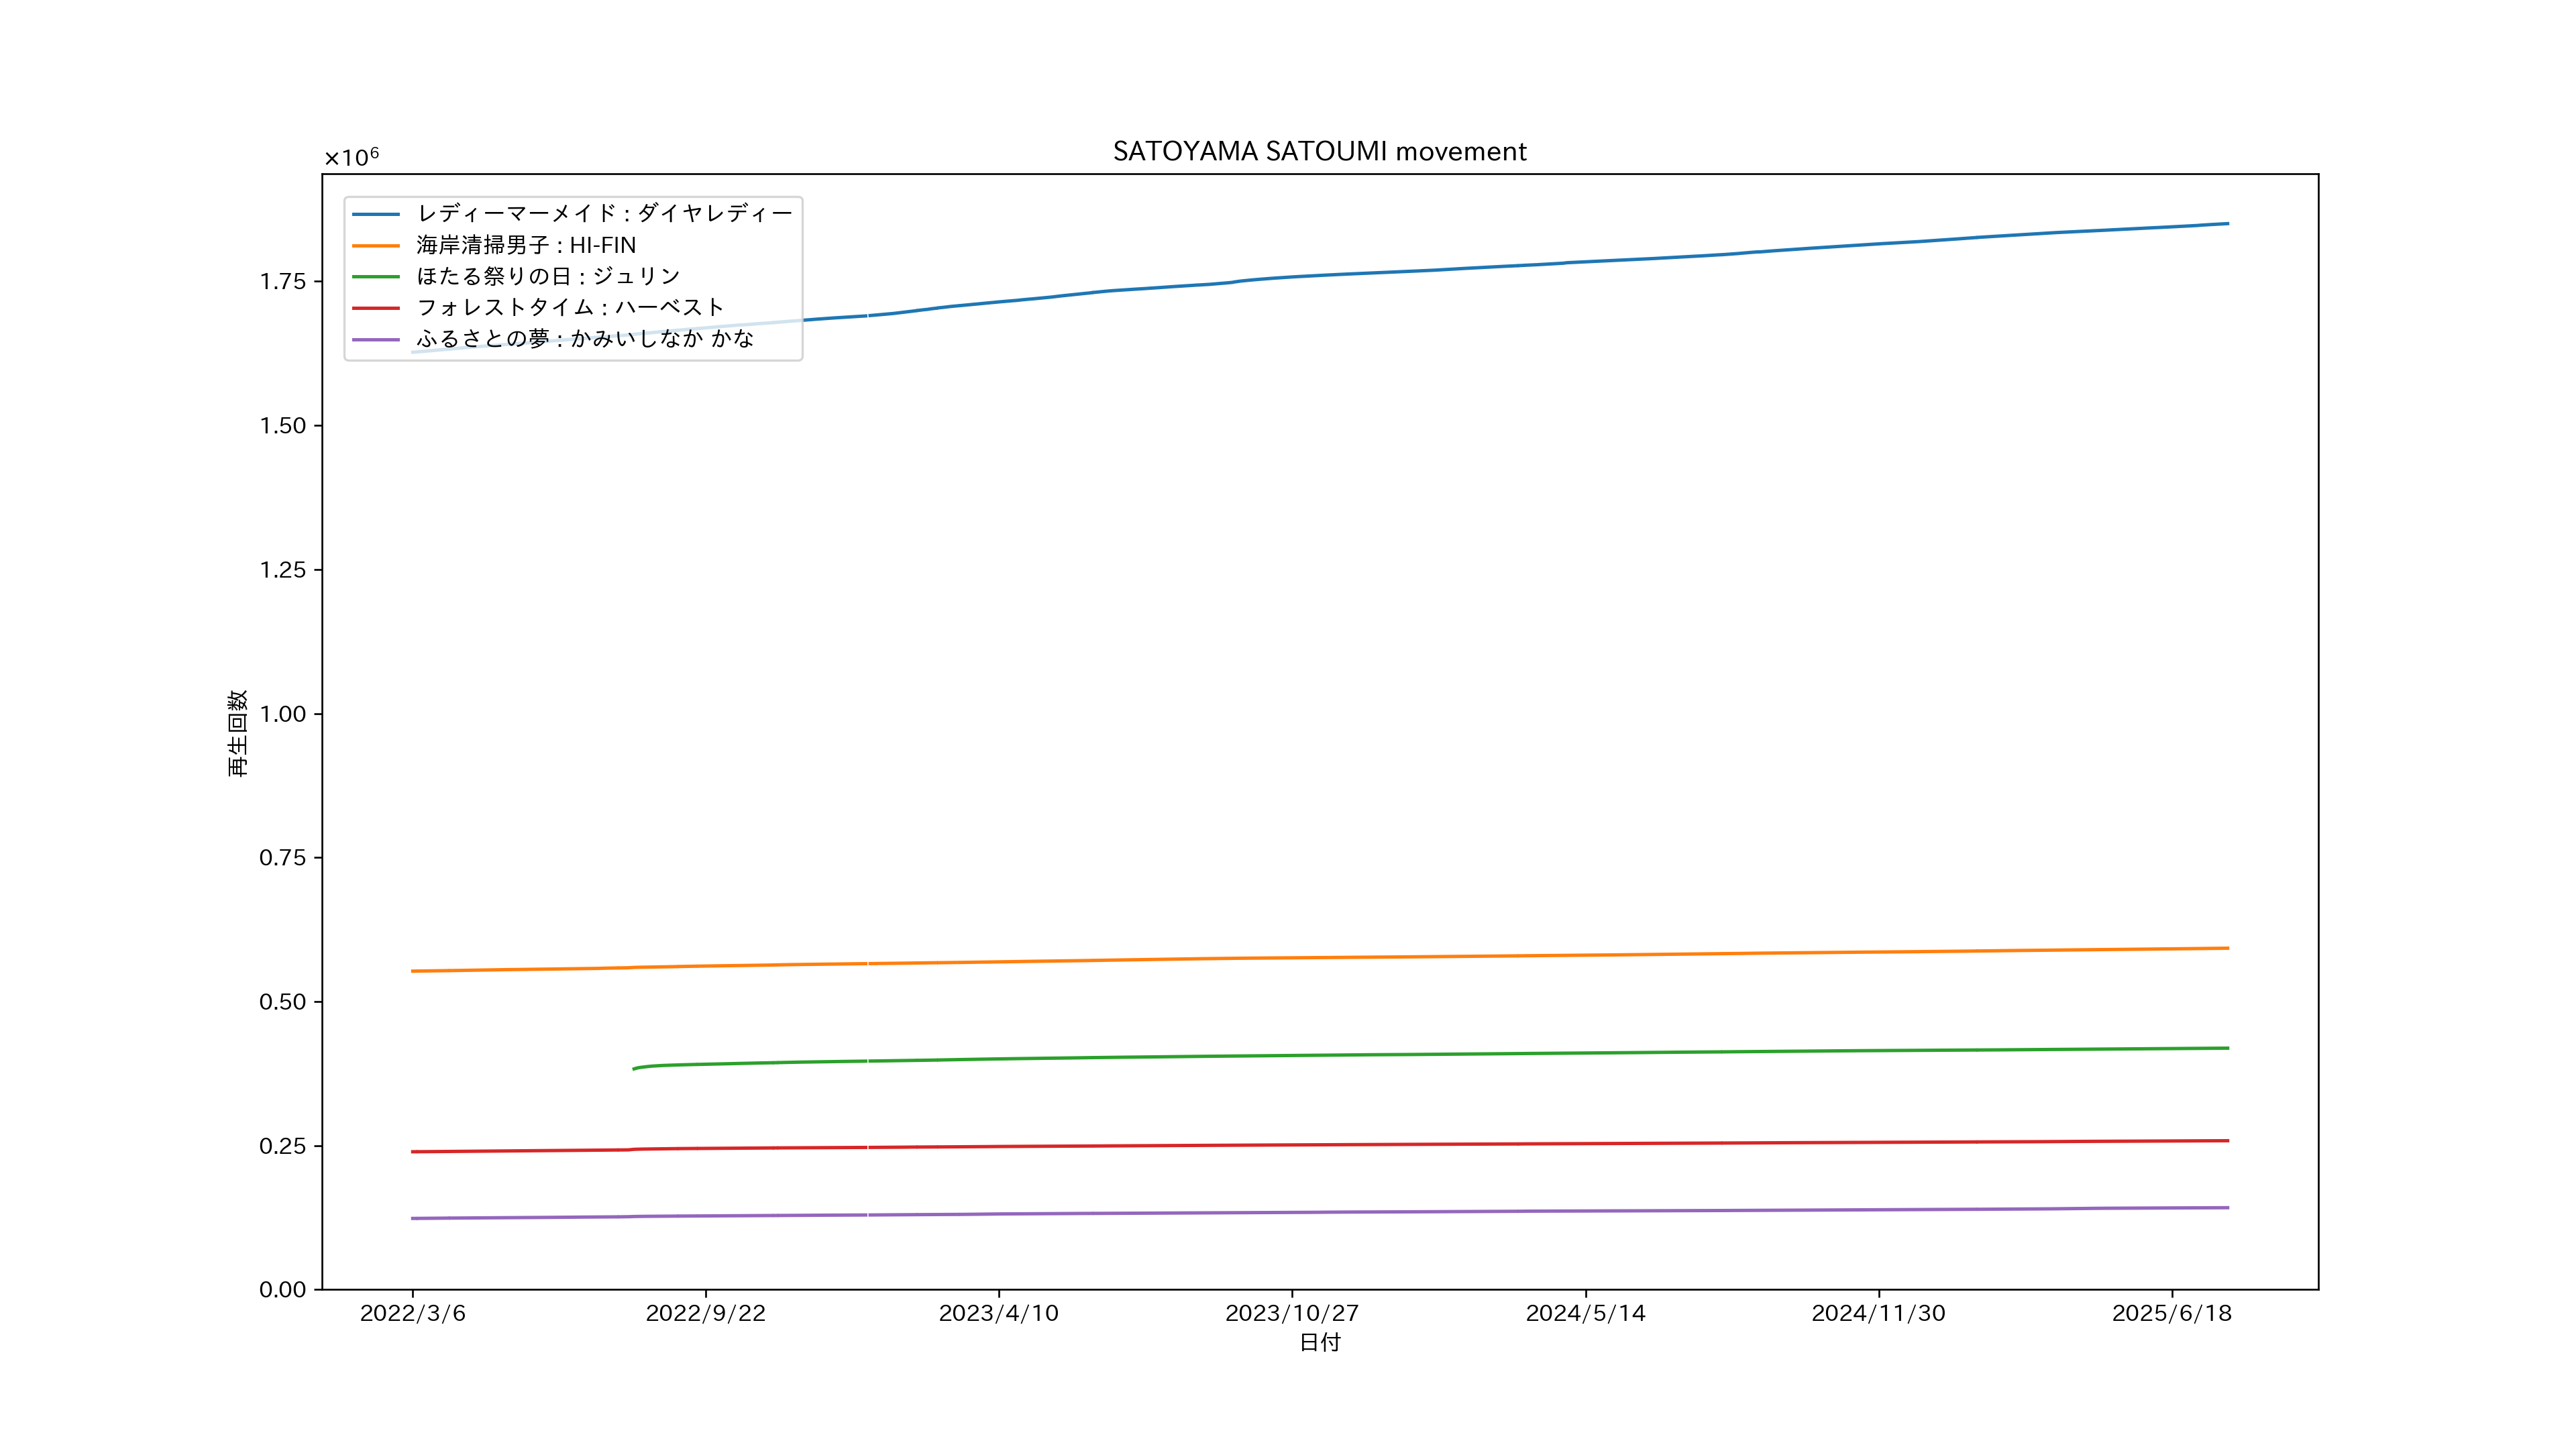 SATOYAMA SATOUMI movement
×10⁶
レディーマーメイド : ダイヤレディー
海岸清掃男子 : HI-FIN
ほたる祭りの日 : ジュリン
フォレストタイム : ハーベスト
ふるさとの夢 : かみいしなか かな
1.75
1.50
1.25
1.00
0.75
0.50
0.25
0.00
再生回数
2022/3/6 2022/9/22 2023/4/10 2023/10/27 2024/5/14 2024/11/30 2025/6/18
日付